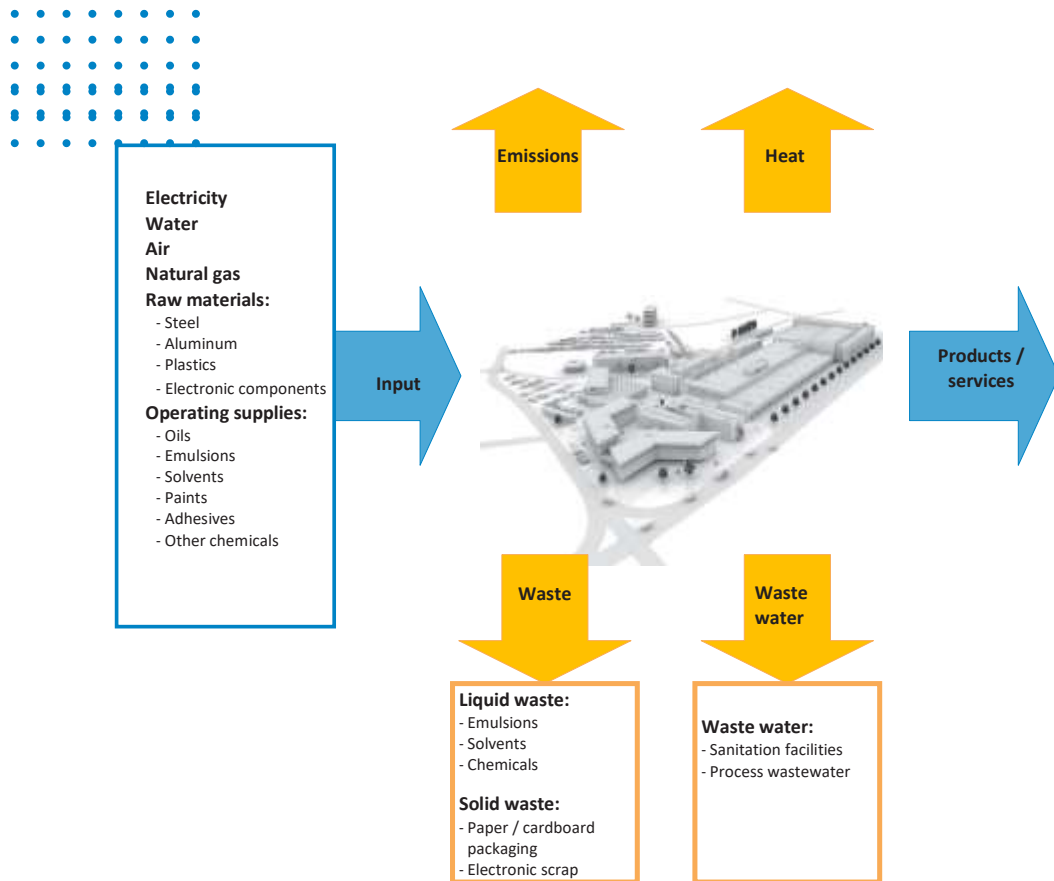 Emissions
Heat
Electricity
Water
Air
Natural gas
Raw materials:
- Steel
- Aluminum
- Plastics
- Electronic components
Operating supplies:
- Oils
- Emulsions
- Solvents
- Paints
- Adhesives
- Other chemicals
Input
Products /
services
Waste
Waste
water
Liquid waste:
- Emulsions
- Solvents
- Chemicals
Solid waste:
- Paper / cardboard
packaging
- Electronic scrap
Waste water:
- Sanitation facilities
- Process wastewater